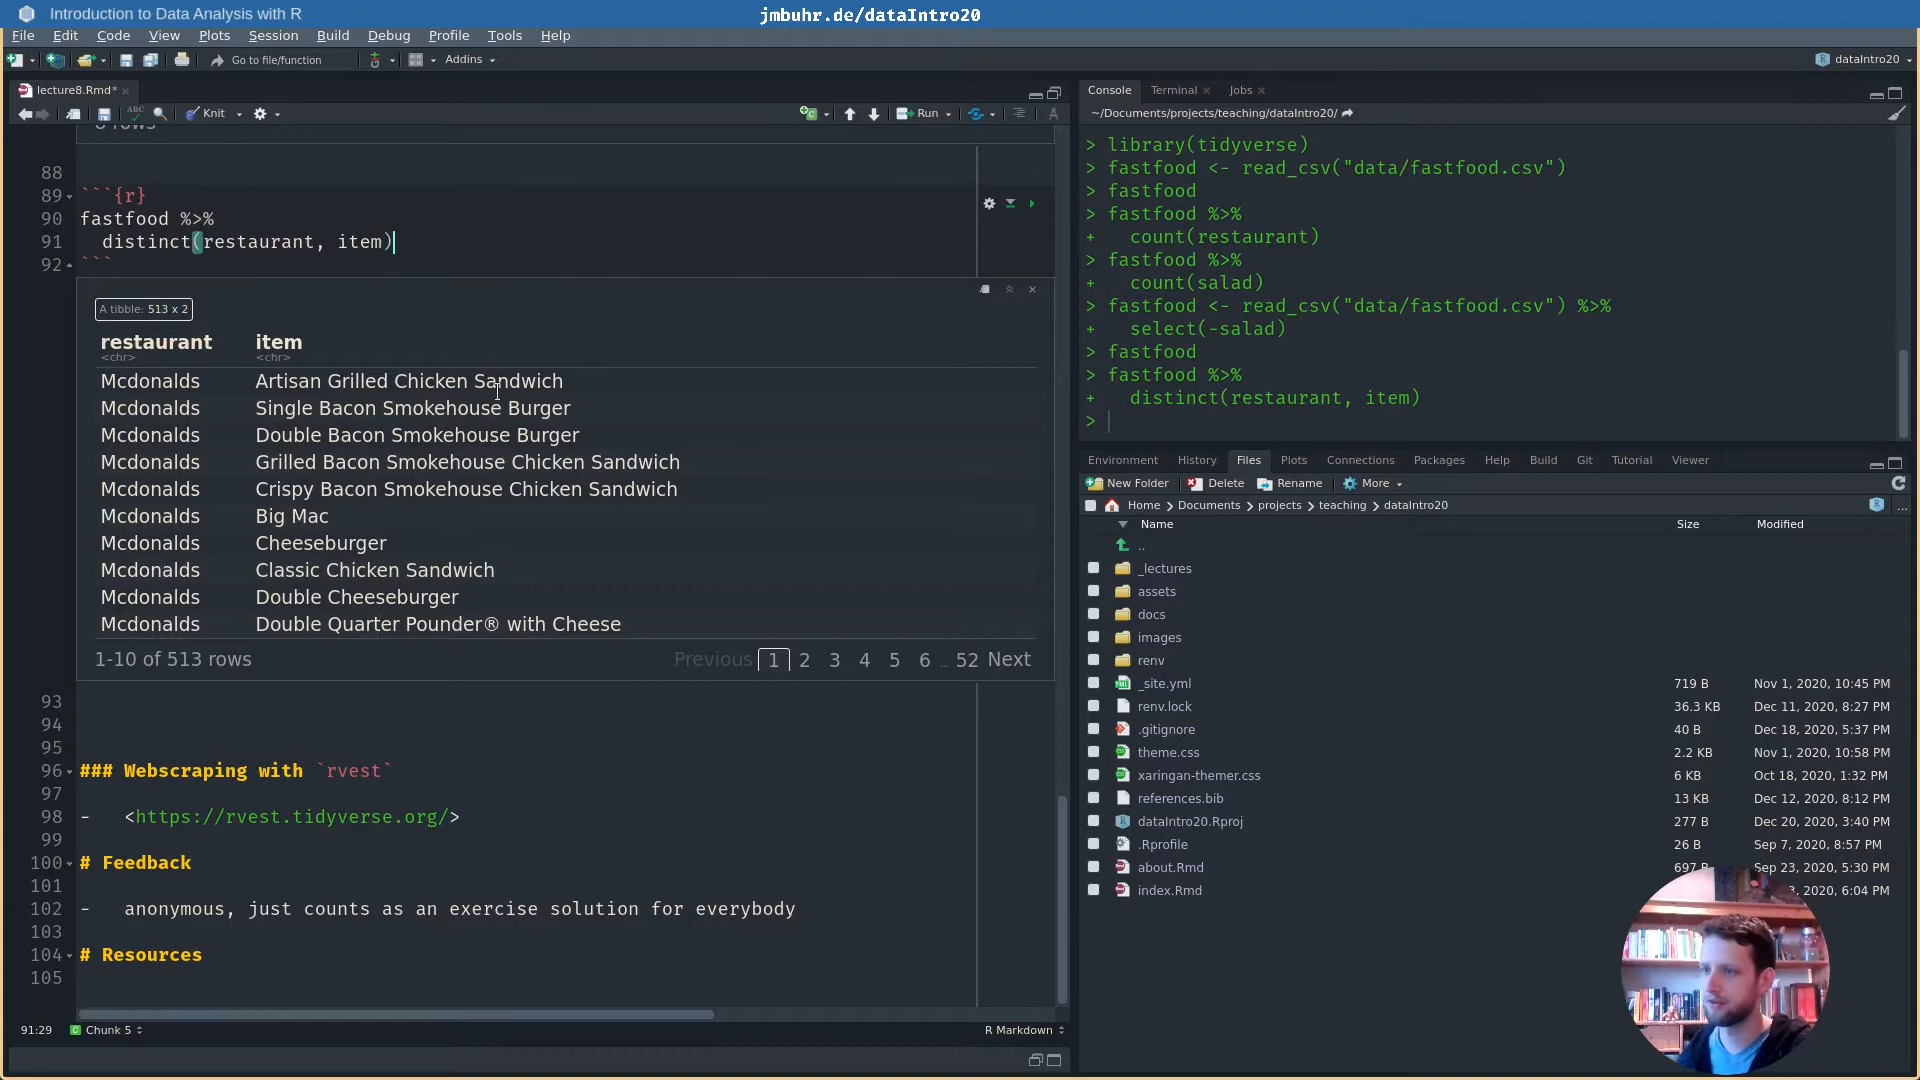 Introduction to Data Analysis with R
jmbuhr.de/dataIntro20
File Edit Code View Plots Session Build Debug Profile Tools Help
Go to file/function Addins dataIntro20
lecture8.Rmd*
ABC Knit Run
88
89 ```{r}
90 fastfood %>%
91 distinct(restaurant, item)
92 ```
A tibble: 513 x 2
restaurant item
<chr> <chr>
Mcdonalds Artisan Grilled Chicken Sandwich
Mcdonalds Single Bacon Smokehouse Burger
Mcdonalds Double Bacon Smokehouse Burger
Mcdonalds Grilled Bacon Smokehouse Chicken Sandwich
Mcdonalds Crispy Bacon Smokehouse Chicken Sandwich
Mcdonalds Big Mac
Mcdonalds Cheeseburger
Mcdonalds Classic Chicken Sandwich
Mcdonalds Double Cheeseburger
Mcdonalds Double Quarter Pounder® with Cheese
1-10 of 513 rows Previous 1 2 3 4 5 6 ... 52 Next
93
94
95
96 ### Webscraping with `rvest`
97
98 - <https://rvest.tidyverse.org/>
99
100 # Feedback
101
102 - anonymous, just counts as an exercise solution for everybody
103
104 # Resources
105
91:29 Chunk 5 R Markdown
Console Terminal Jobs
~/Documents/projects/teaching/dataIntro20/
> library(tidyverse)
> fastfood <- read_csv("data/fastfood.csv")
> fastfood
> fastfood %>%
+ count(restaurant)
> fastfood %>%
+ count(salad)
> fastfood <- read_csv("data/fastfood.csv") %>%
+ select(-salad)
> fastfood
> fastfood %>%
+ distinct(restaurant, item)
>
Environment History Files Plots Connections Packages Help Build Git Tutorial Viewer
New Folder Delete Rename More
Home Documents projects teaching dataIntro20 ...
Name Size Modified
..
_lectures
assets
docs
images
renv
_site.yml 719 B Nov 1, 2020, 10:45 PM
renv.lock 36.3 KB Dec 11, 2020, 8:27 PM
.gitignore 40 B Dec 18, 2020, 5:37 PM
theme.css 2.2 KB Nov 1, 2020, 10:58 PM
xaringan-themer.css 6 KB Oct 18, 2020, 1:32 PM
references.bib 13 KB Dec 12, 2020, 8:12 PM
dataIntro20.Rproj 277 B Dec 20, 2020, 3:40 PM
.Rprofile 26 B Sep 7, 2020, 8:57 PM
about.Rmd 697 B Sep 23, 2020, 5:30 PM
index.Rmd 6:04 PM